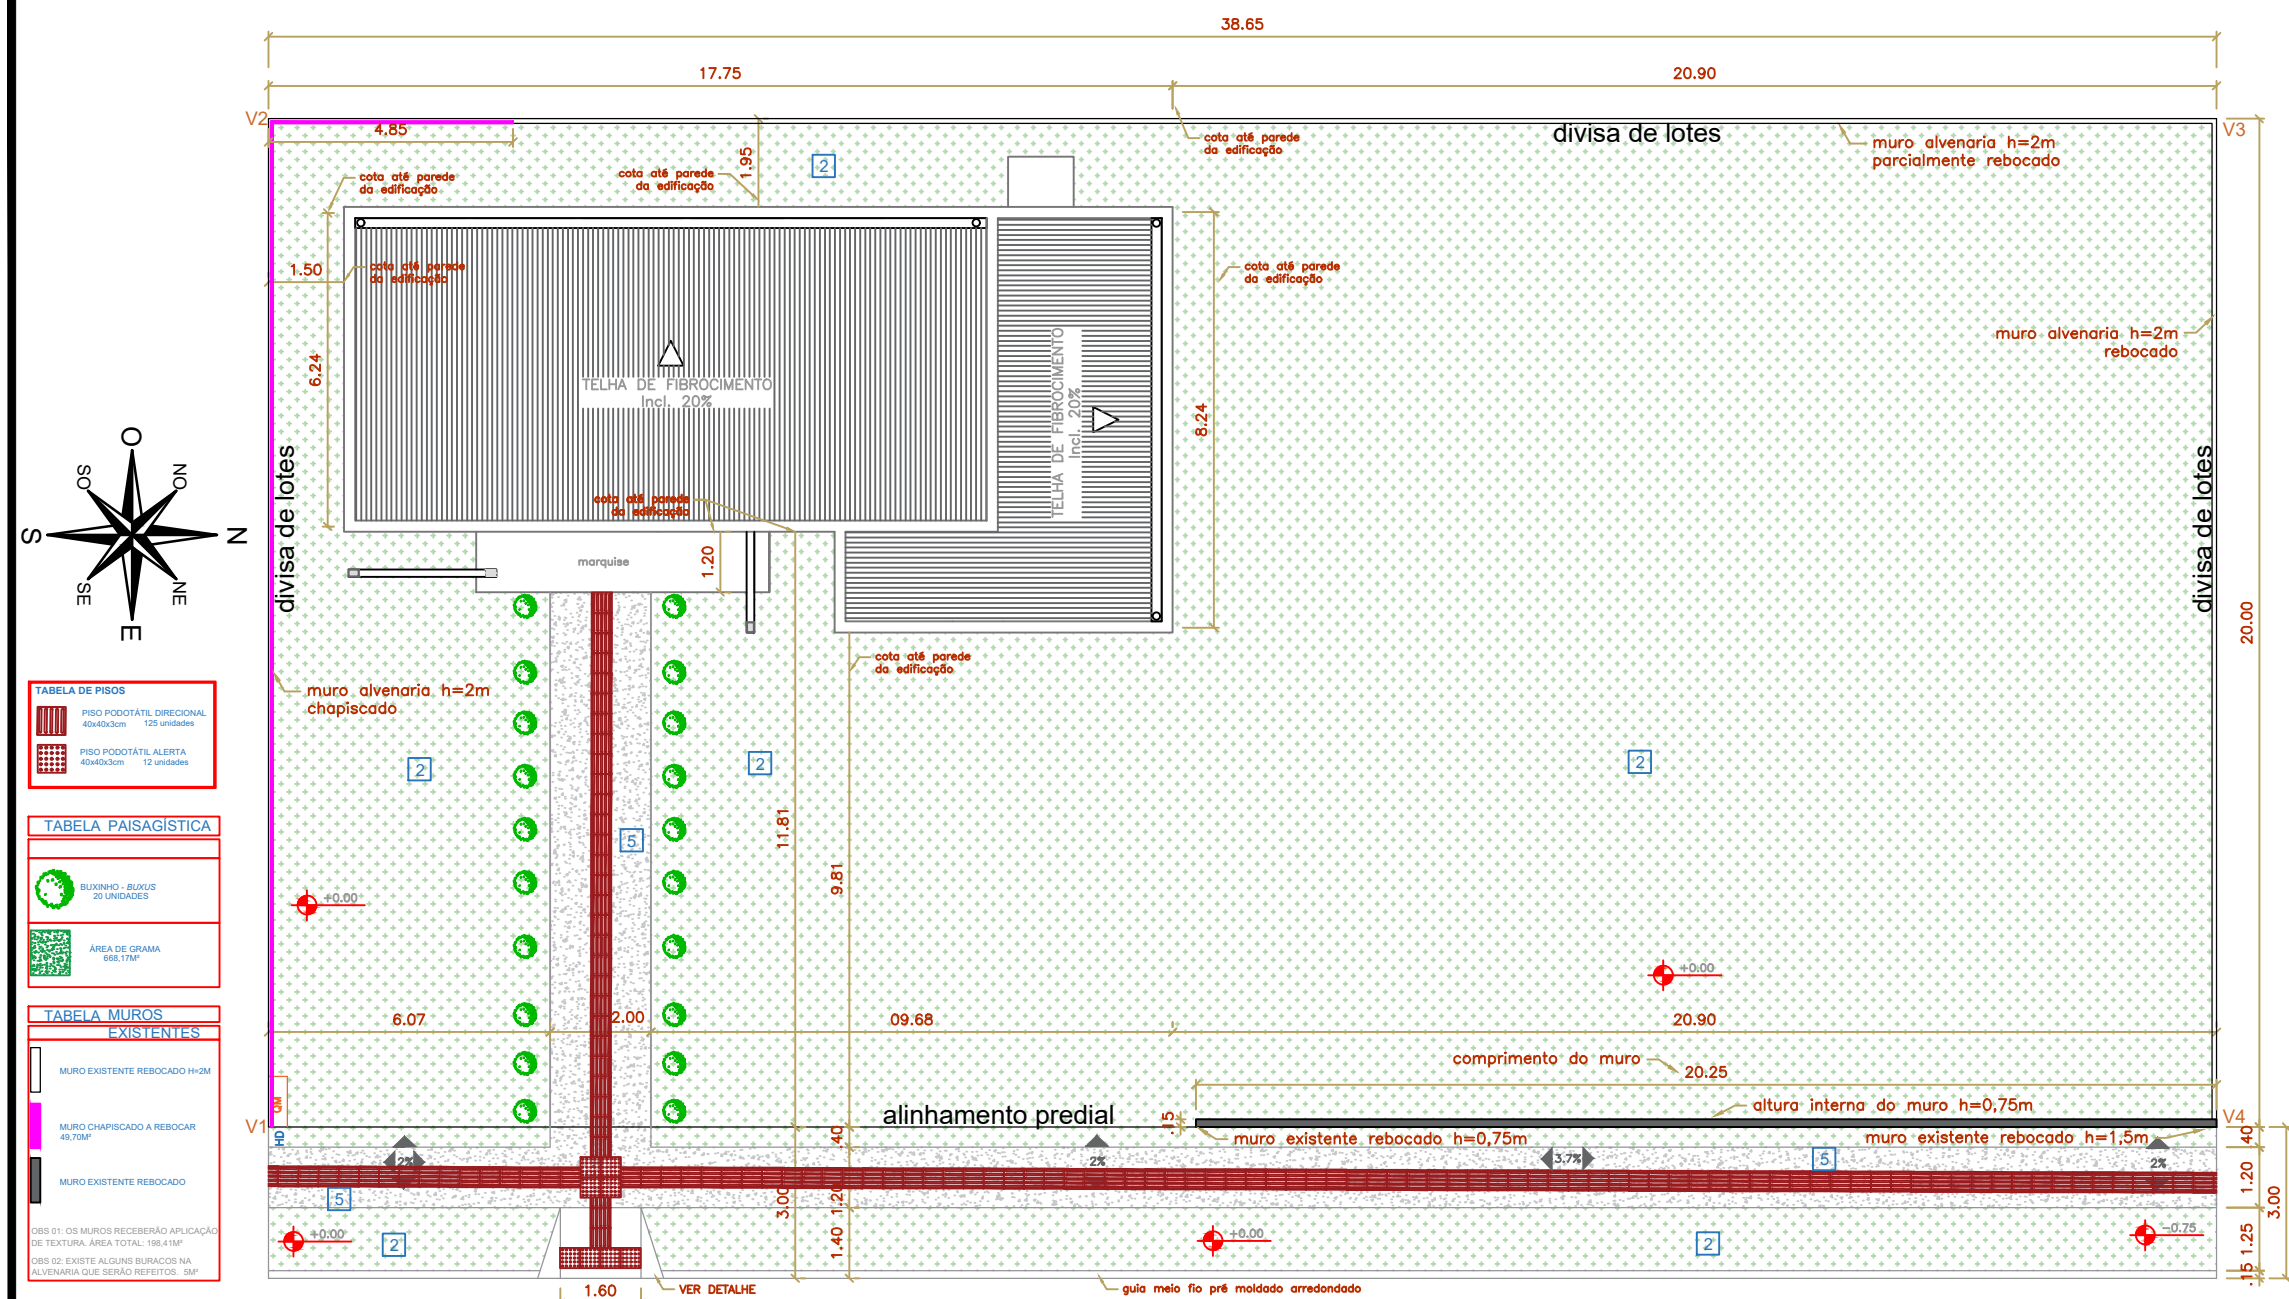 38.65
17.75
20.90
V2
4.85
1.95
2
cota até parede
da edificação
divisa de lotes
V3
muro alvenaria h=2m
parcialmente rebocado
cota até parede
da edificação
cota até parede
da edificação
1.50
cota até parede
da edificação
cota até parede
da edificação
6.24
TELHA DE FIBROCIMENTO
Incl. 20%
TELHA DE FIBROCIMENTO
Incl. 20%
8.24
muro alvenaria h=2m
rebocado
O
NO
N
NE
E
SE
S
SO
divisa de lotes
divisa de lotes
cota até parede
da edificação
marquise
1.20
20.00
cota até parede
da edificação
muro alvenaria h=2m
chapiscado
TABELA DE PISOS
PISO PODOTÁTIL DIRECIONAL
40x40x3cm 125 unidades
PISO PODOTÁTIL ALERTA
40x40x3cm 12 unidades
2
2
2
5
11.81
9.81
TABELA PAISAGÍSTICA
BUXINHO - BUXUS
20 UNIDADES
ÁREA DE GRAMA
668,17M²
+0.00
+0.00
6.07
2.00
09.68
20.90
TABELA MUROS
EXISTENTES
MURO EXISTENTE REBOCADO H=2M
MURO CHAPISCADO A REBOCAR
49,70M²
MURO EXISTENTE REBOCADO
OBS 01: OS MUROS RECEBERÃO APLICAÇÃO
DE TEXTURA. ÁREA TOTAL: 198,41M²
OBS 02: EXISTE ALGUNS BURACOS NA
ALVENARIA QUE SERÃO REFEITOS. 5M²
comprimento do muro
20.25
QM
HD
V1
alinhamento predial
.15
altura interna do muro h=0,75m
V4
muro existente rebocado h=0,75m
muro existente rebocado h=1,5m
40
40
2%
2%
3.7%
5
2%
5
3.00
1.20
1.20
3.00
+0.00
2
1.40
+0.00
2
-0.75
1.25
.15
1.60
VER DETALHE
guia meio fio pré moldado arredondado